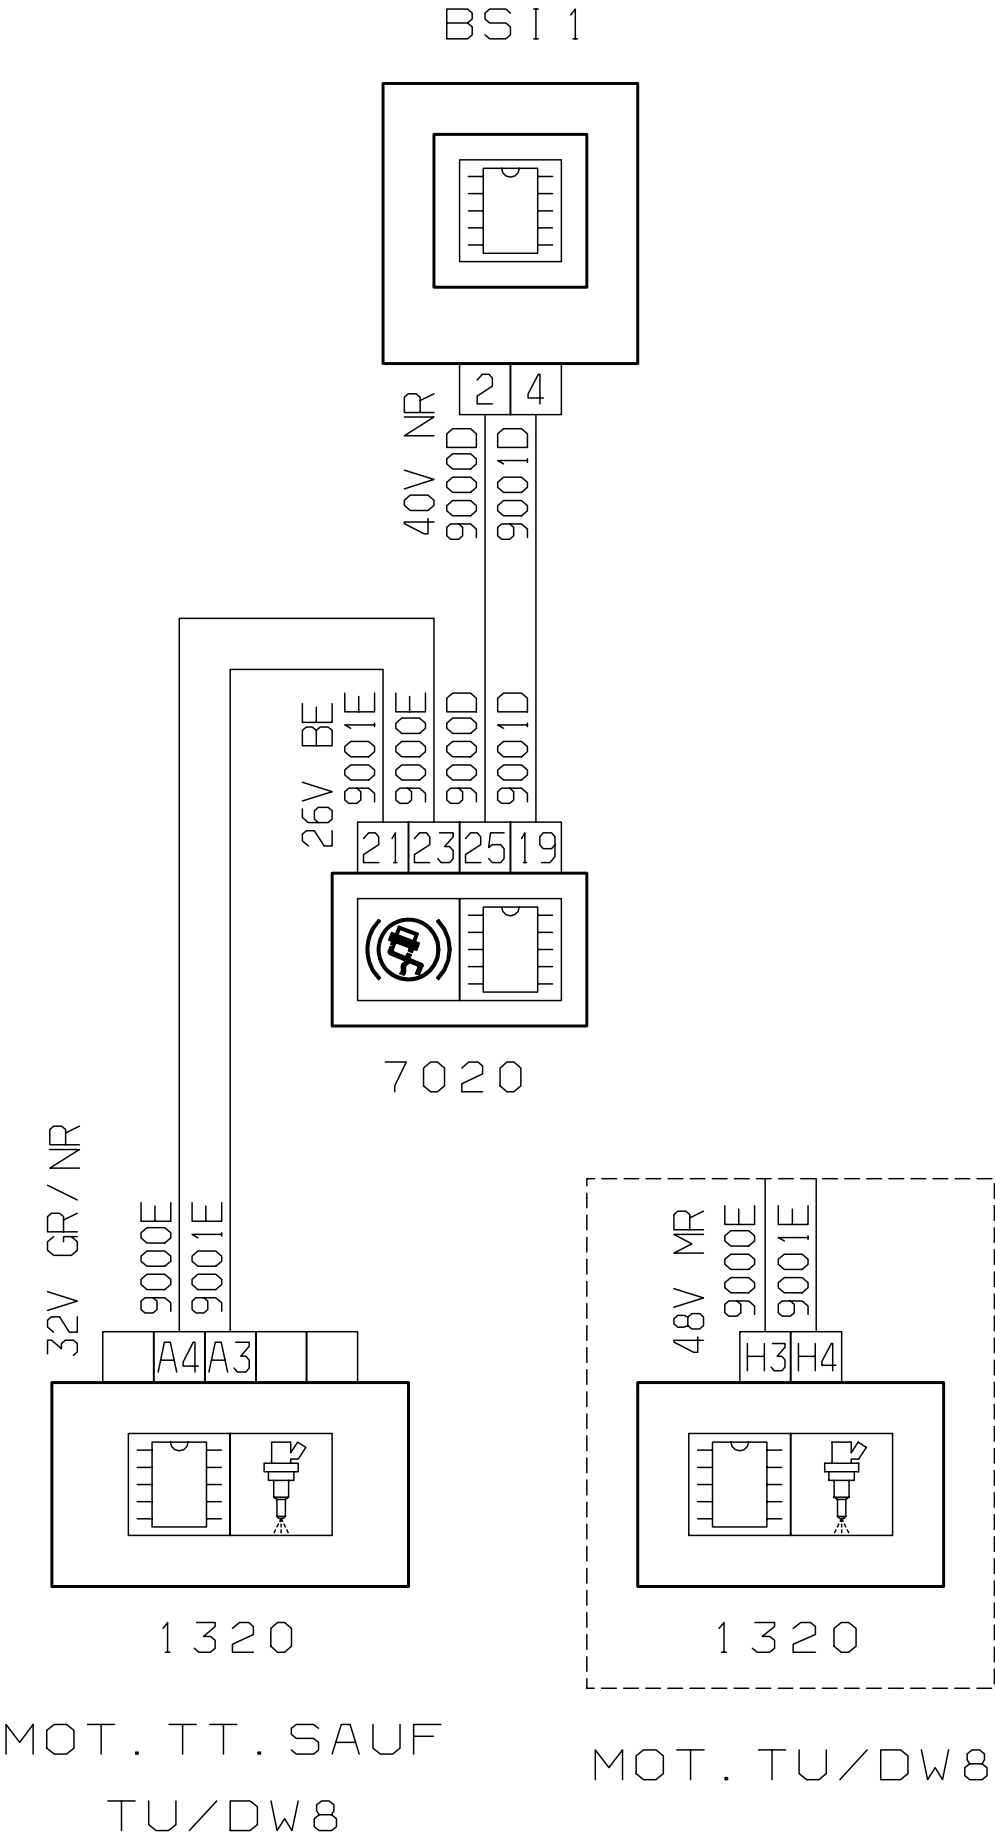 BSI1
2 4
40V NR
9000D
9001D
26V BE
9001E
9000E
9000D
9001D
21 23 25 19
7020
32V GR/NR
9000E
9001E
A4 A3
1320
MOT. TT. SAUF
TU/DW8
48V MR
9000E
9001E
H3 H4
1320
MOT. TU/DW8